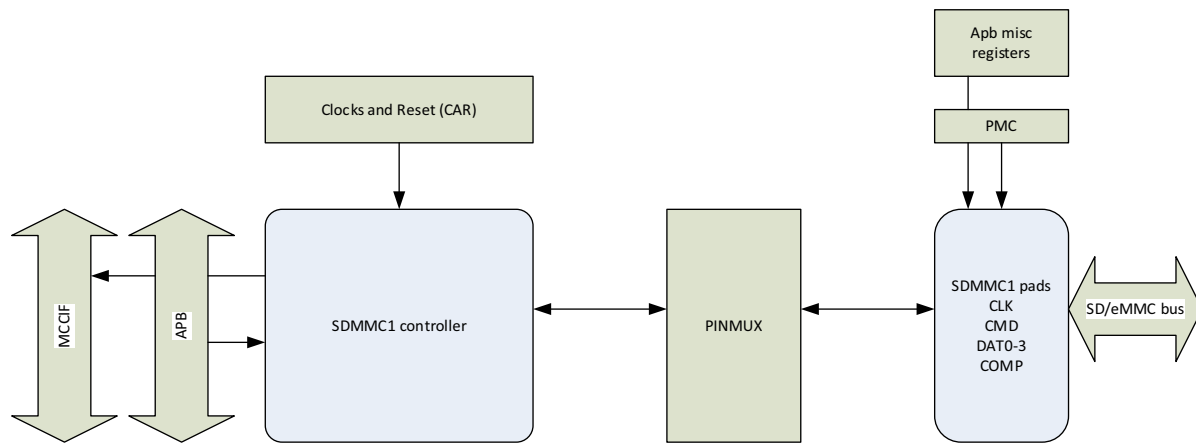 Apb misc
registers
Clocks and Reset (CAR)
PMC
MCCIF
APB
SDMMC1 controller
PINMUX
SDMMC1 pads
CLK
CMD
DAT0-3
COMP
SD/eMMC bus